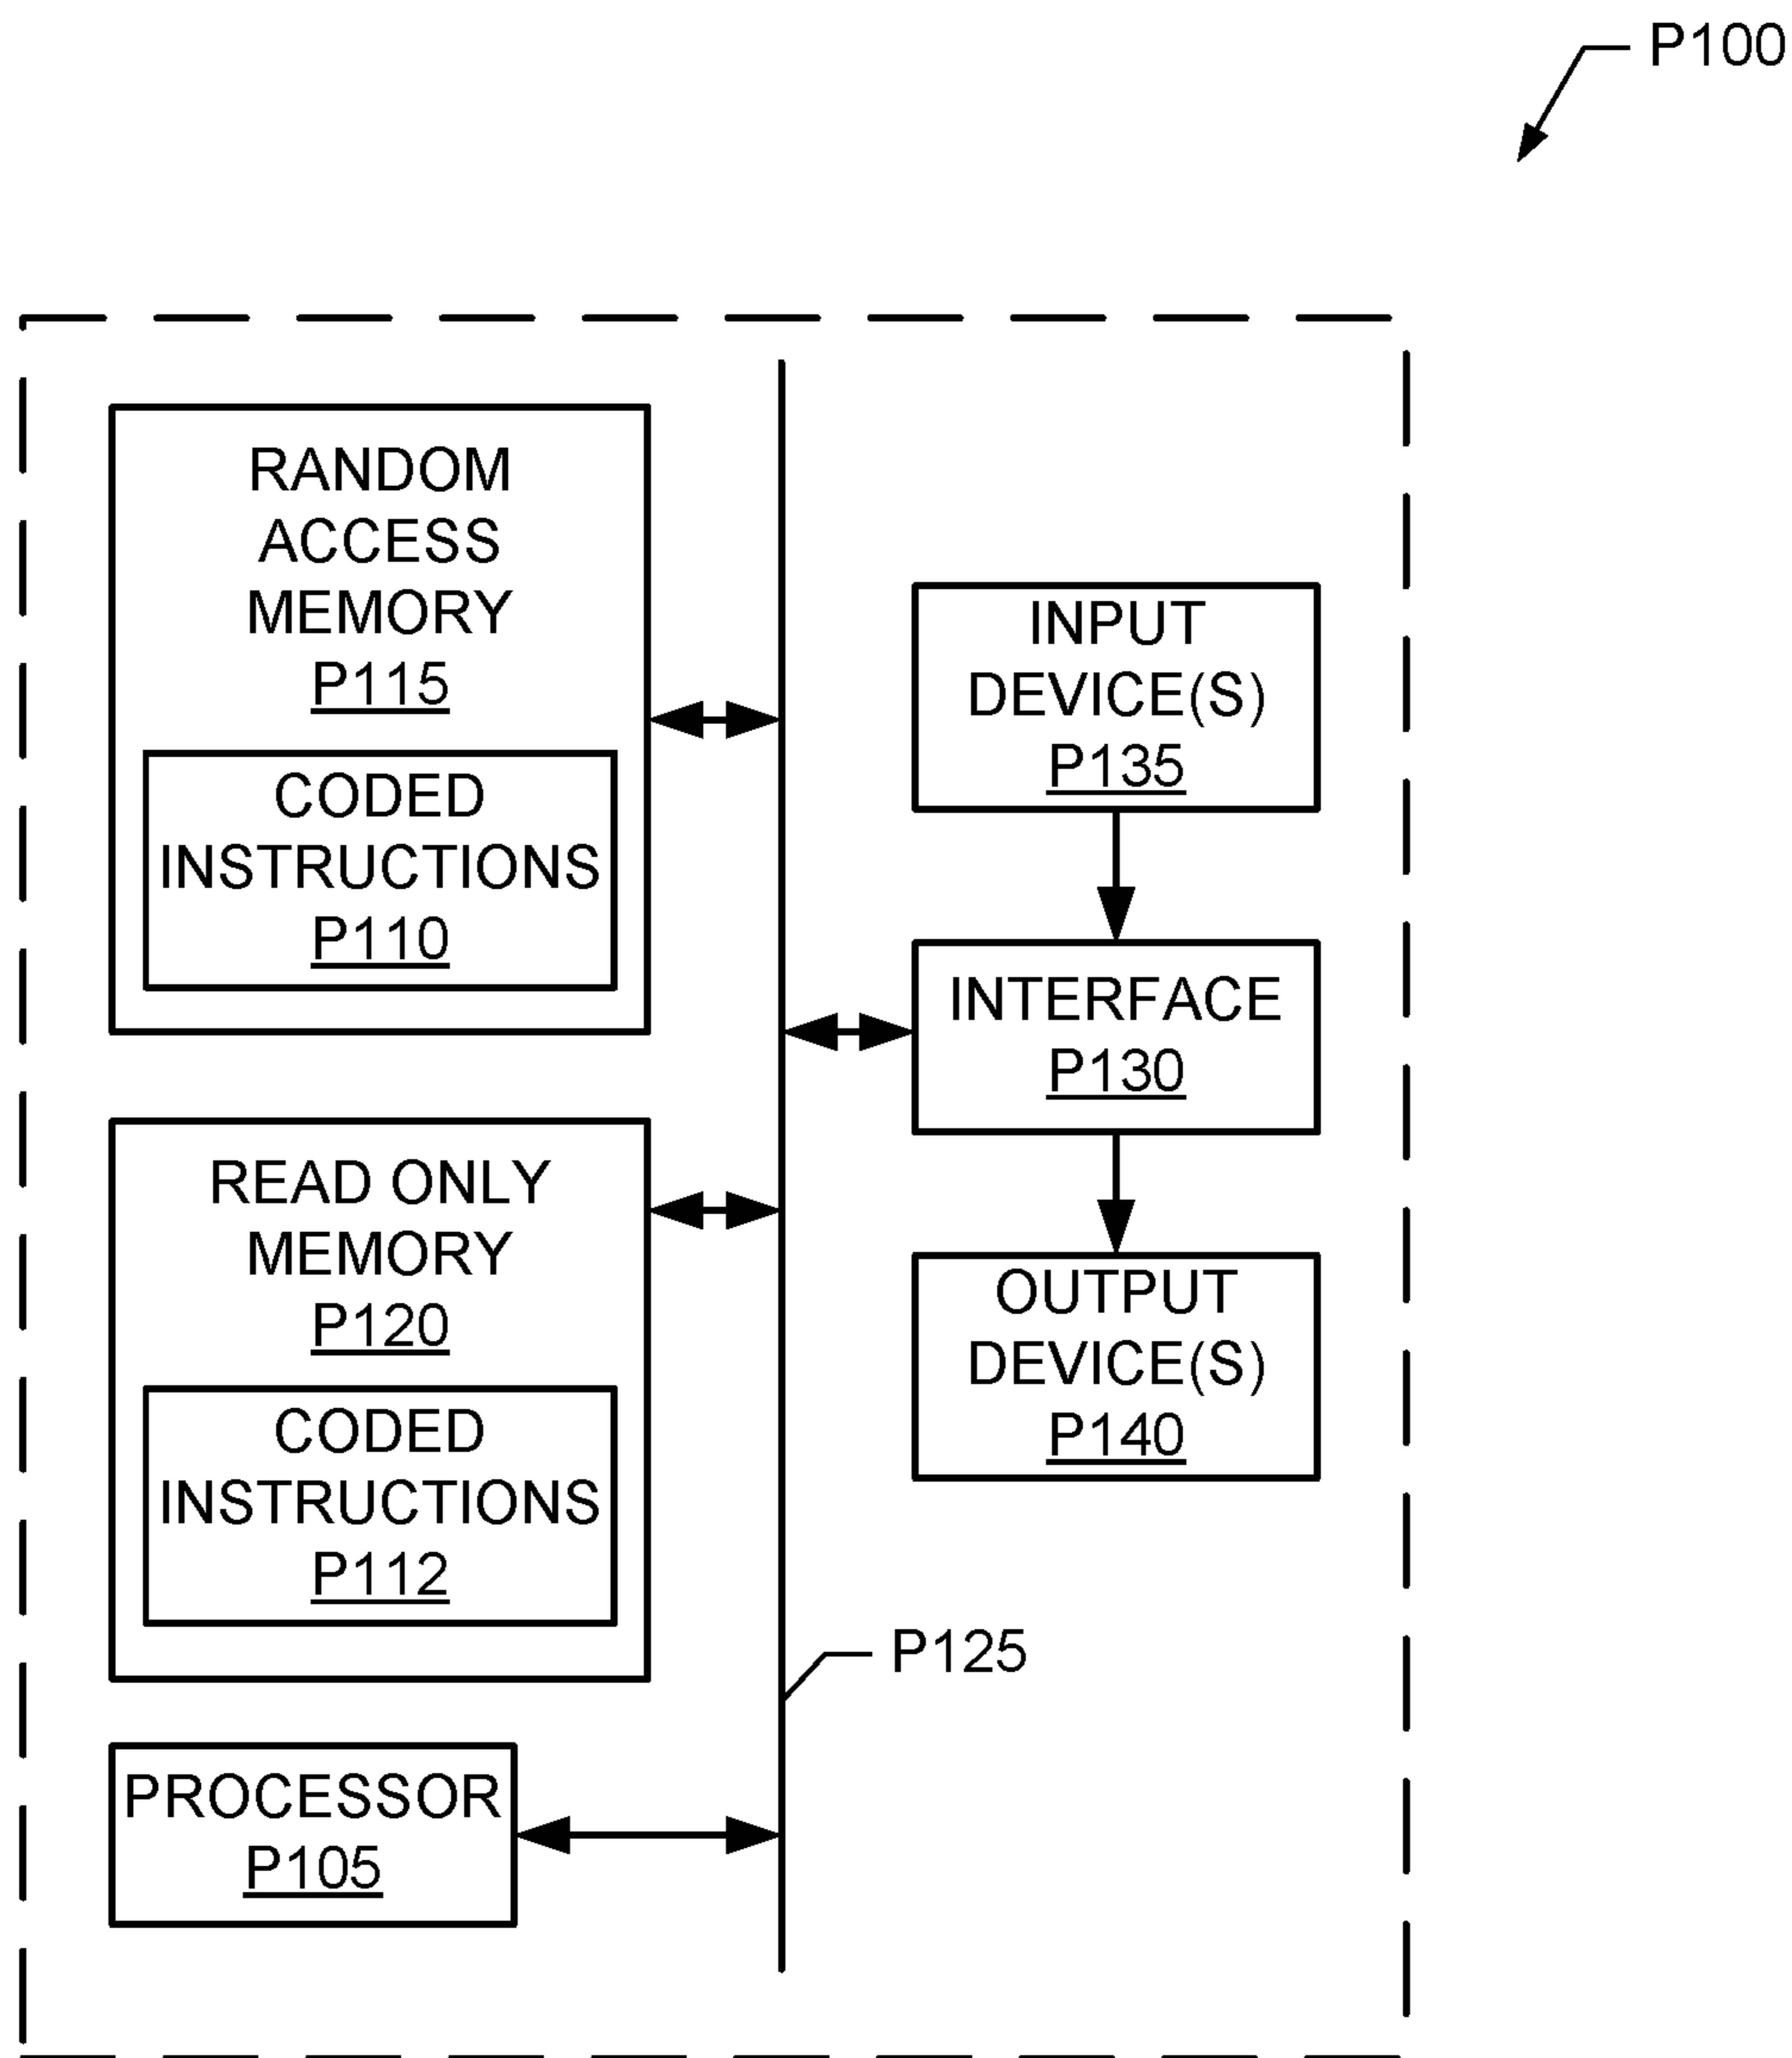 P100
RANDOM
ACCESS
MEMORY
P115
CODED
INSTRUCTIONS
P110
READ ONLY
MEMORY
P120
CODED
INSTRUCTIONS
P112
PROCESSOR
P105
INPUT
DEVICE(S)
P135
INTERFACE
P130
OUTPUT
DEVICE(S)
P140
P125